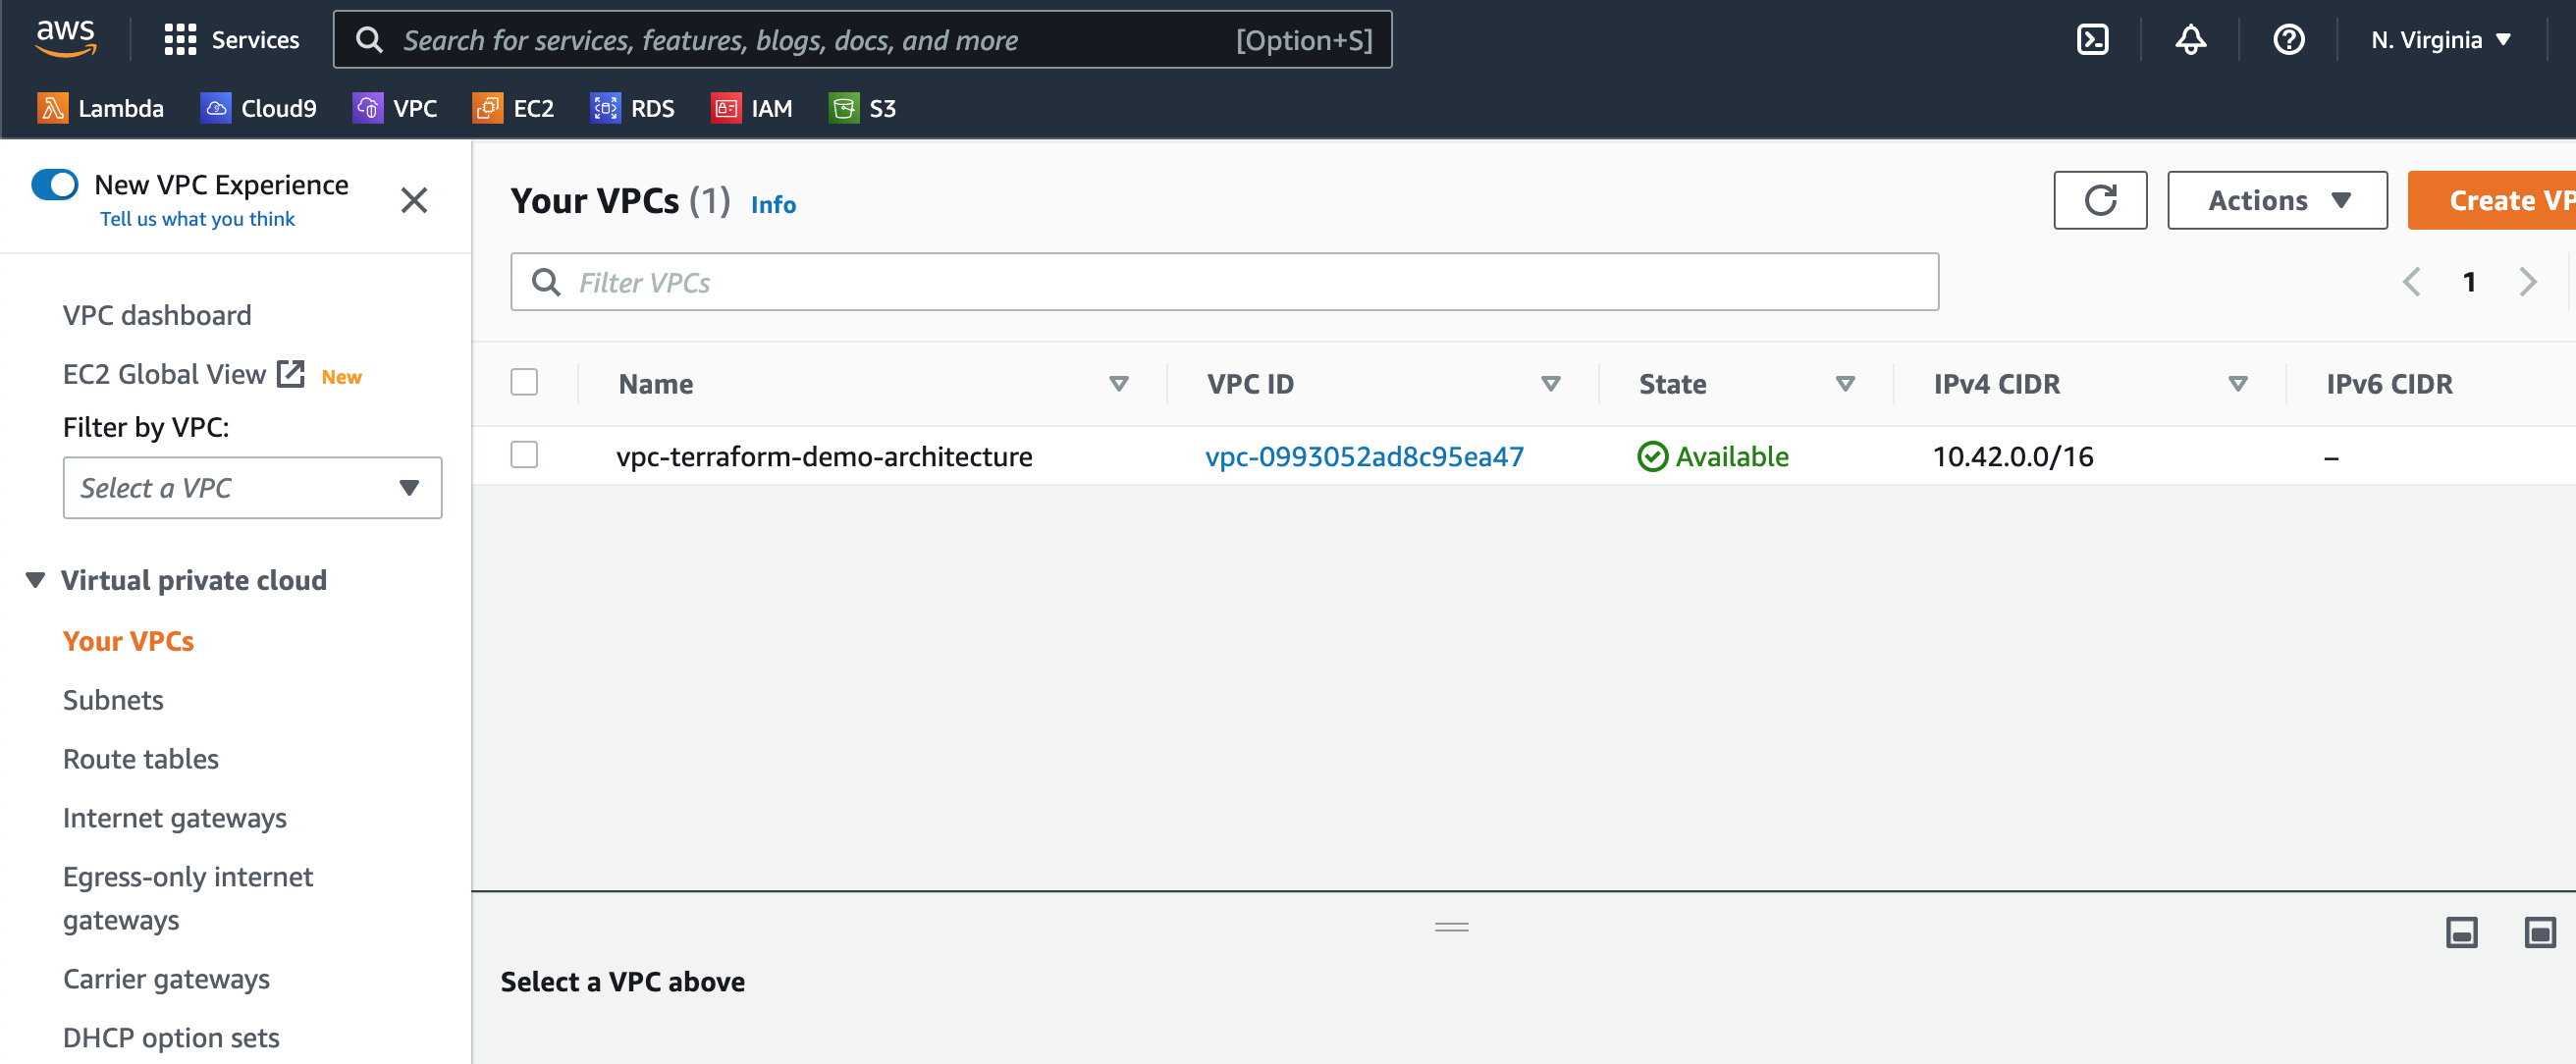 aws Services Search for services, features, blogs, docs, and more [Option+S] N. Virginia
Lambda Cloud9 VPC EC2 RDS IAM S3
New VPC Experience
Tell us what you think
VPC dashboard
EC2 Global View New
Filter by VPC:
Select a VPC
Virtual private cloud
Your VPCs
Subnets
Route tables
Internet gateways
Egress-only internet
gateways
Carrier gateways
DHCP option sets
Your VPCs (1) Info
Actions
Create VP
Filter VPCs
1
Name VPC ID State IPv4 CIDR IPv6 CIDR
vpc-terraform-demo-architecture vpc-0993052ad8c95ea47 Available 10.42.0.0/16 –
Select a VPC above